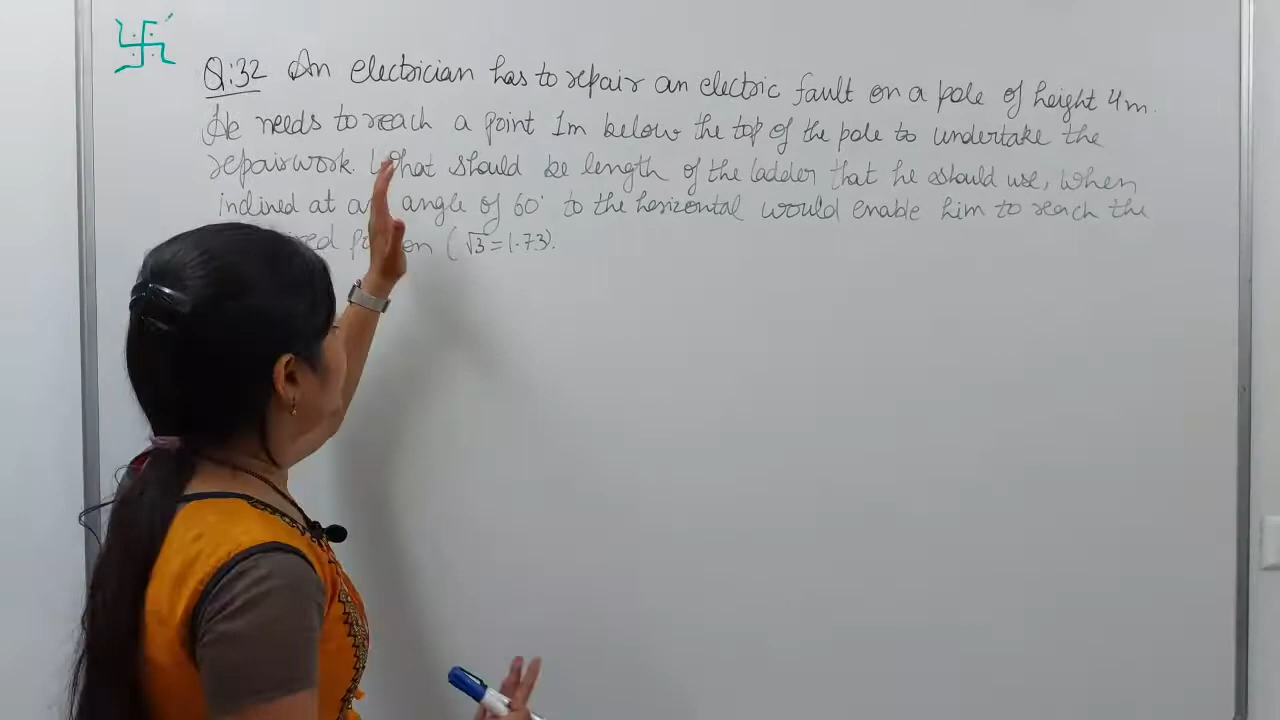 Q:32 An electrician has to repair an electric fault on a pole of height 4m.
He needs to reach a point 1m below the top of the pole to undertake the
repair work. What should be length of the ladder that he should use, when
inclined at an angle of 60° to the horizontal would enable him to reach the
(√3=1.73).